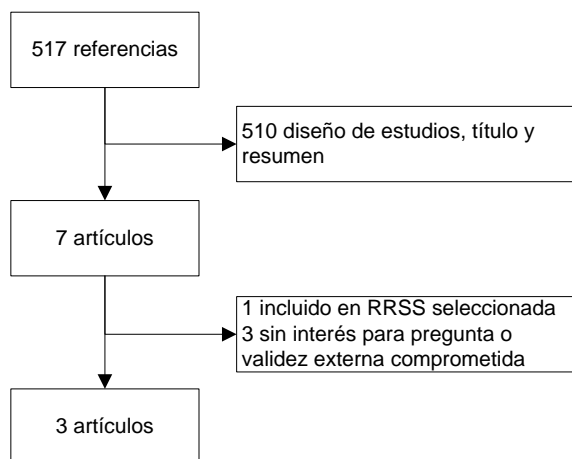 517 referencias
510 diseño de estudios, título y
resumen
7 artículos
1 incluido en RRSS seleccionada
3 sin interés para pregunta o
validez externa comprometida
3 artículos